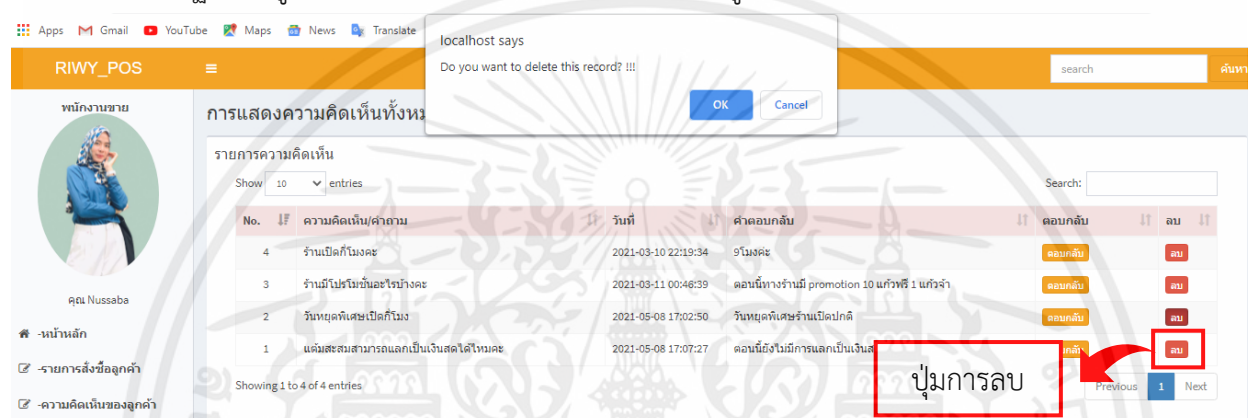 Apps Gmail YouTube Maps News Translate
localhost says
Do you want to delete this record? !!!
OK Cancel
RIWY_POS search ค้นหา
พนักงานขาย
คุณ Nussaba
-หน้าหลัก
-รายการสั่งซื้อลูกค้า
-ความคิดเห็นของลูกค้า
การแสดงความคิดเห็นทั้งหม
รายการความคิดเห็น
Show 10 entries Search:
No. ความคิดเห็น/คำถาม วันที่ คำตอบกลับ ตอบกลับ ลบ
4 ร้านเปิดกี่โมงคะ 2021-03-10 22:19:34 9โมงค่ะ ตอบกลับ ลบ
3 ร้านมีโปรโมชั่นอะไรบ้างคะ 2021-03-11 00:46:39 ตอนนี้ทางร้านมี promotion 10 แก้วฟรี 1 แก้วจ้า ตอบกลับ ลบ
2 วันหยุดพิเศษเปิดกี่โมง 2021-05-08 17:02:50 วันหยุดพิเศษร้านเปิดปกติ ตอบกลับ ลบ
1 แต้มสะสมสามารถแลกเป็นเงินสดได้ไหมคะ 2021-05-08 17:07:27 ตอนนี้ยังไม่มีการแลกเป็นเงินส ลบ
Showing 1 to 4 of 4 entries Previous 1 Next
ปุ่มการลบ